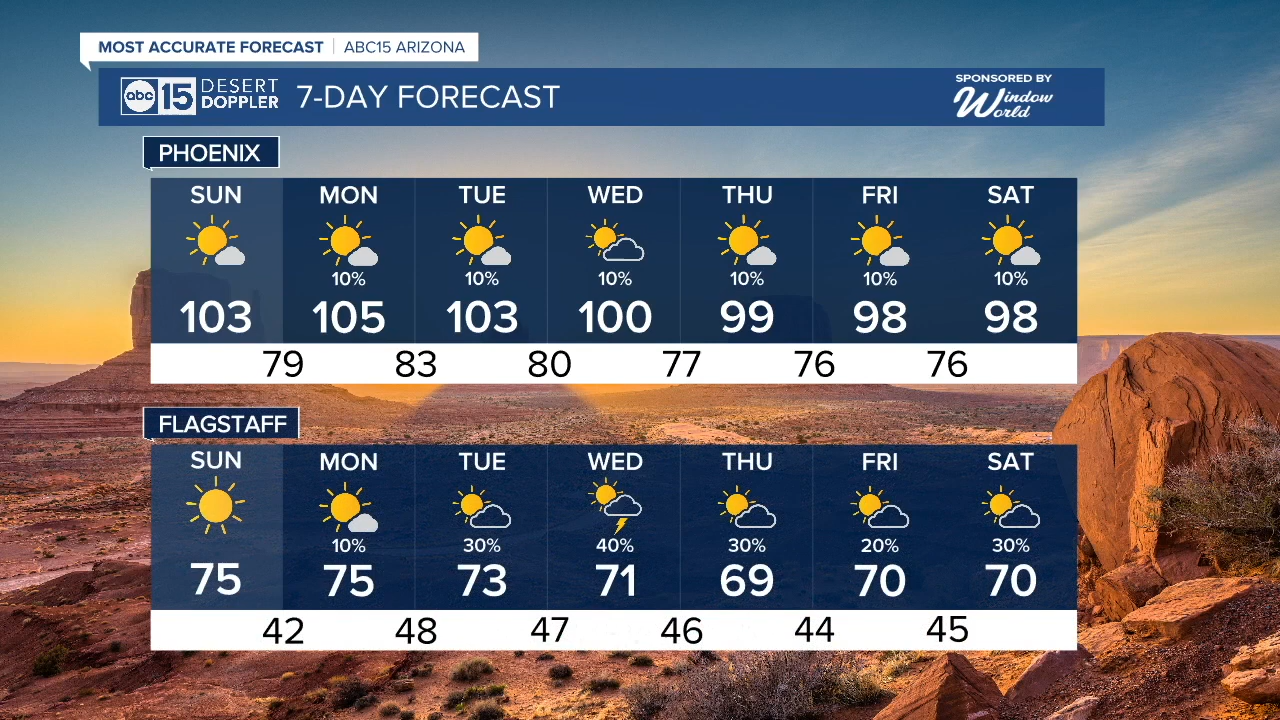 MOST ACCURATE FORECAST | ABC15 ARIZONA
abc 15 DESERT DOPPLER 7-DAY FORECAST
SPONSORED BY
Window World
PHOENIX
SUN MON TUE WED THU FRI SAT
10% 10% 10% 10% 10% 10%
103 105 103 100 99 98 98
79 83 80 77 76 76
FLAGSTAFF
SUN MON TUE WED THU FRI SAT
10% 30% 40% 30% 20% 30%
75 75 73 71 69 70 70
42 48 47 46 44 45